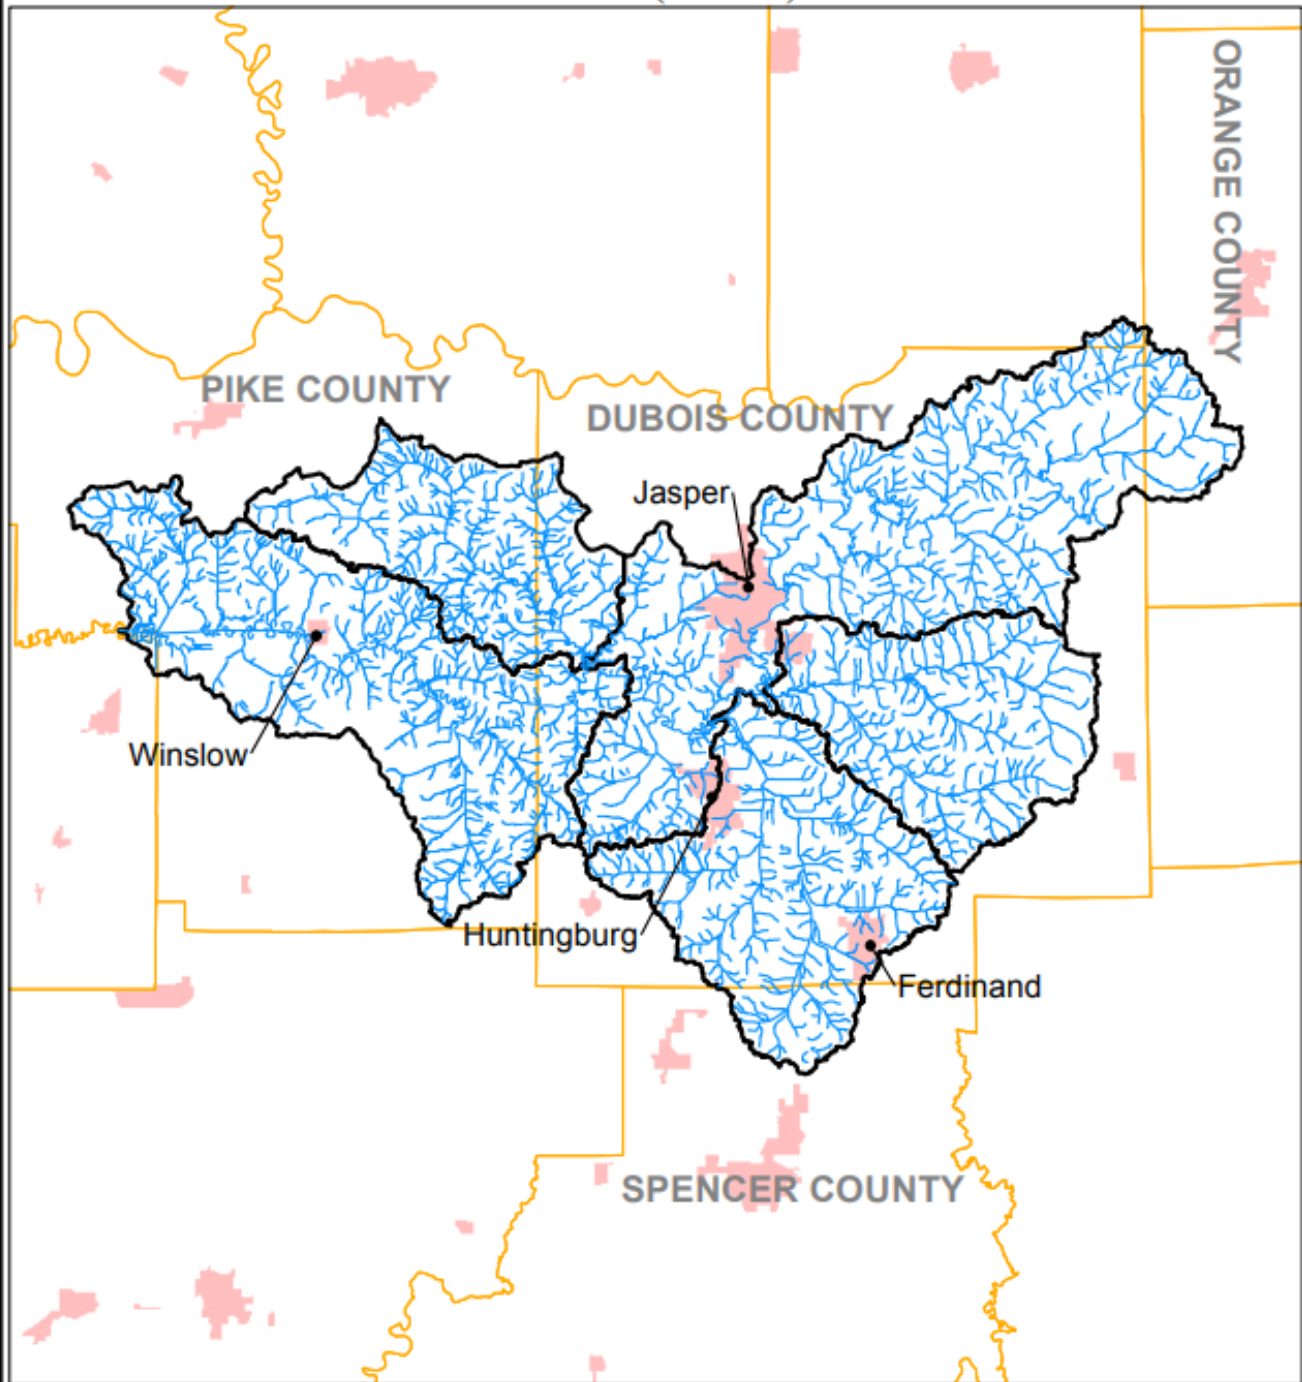 ORANGE COUNTY
PIKE COUNTY
DUBOIS COUNTY
Jasper
Winslow
Huntingburg
Ferdinand
SPENCER COUNTY